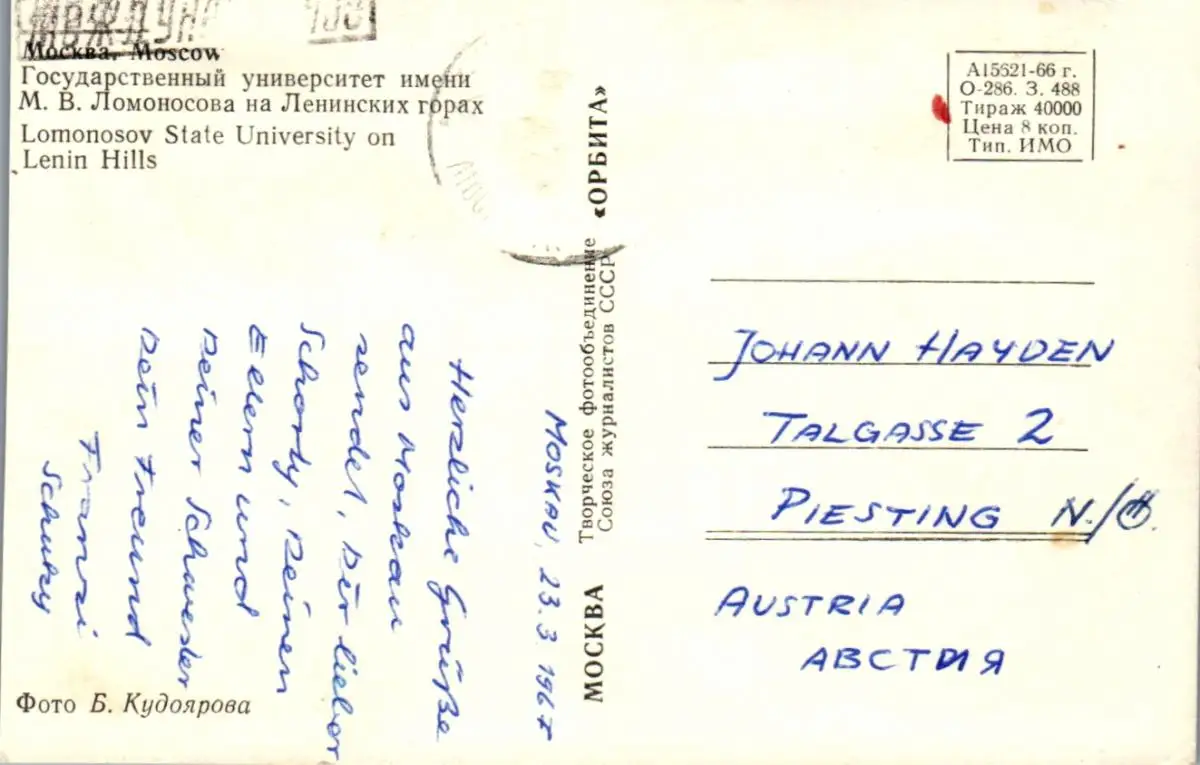 МЕЖДУНА
Москва, Moscow
Государственный университет имени
М. В. Ломоносова на Ленинских горах
Lomonosov State University on
Lenin Hills
А15621-66 г.
О-286. З. 488
Тираж 40000
Цена 8 коп.
Тип. ИМО
МОСКВА Творческое фотообъединение «ОРБИТА»
Союза журналистов СССР
Moskau, 23.3.1967
Herzliche Grüße
aus Moskau
sendet, Dir lieber
Schorly, Deinen
Eltern und
Deiner Schwester
Dein Freund
Franzi
JOHANN HAYDEN
TALGASSE 2
PIESTING N./Ö.
AUSTRIA
АВСТРИЯ
Фото Б. Кудоярова